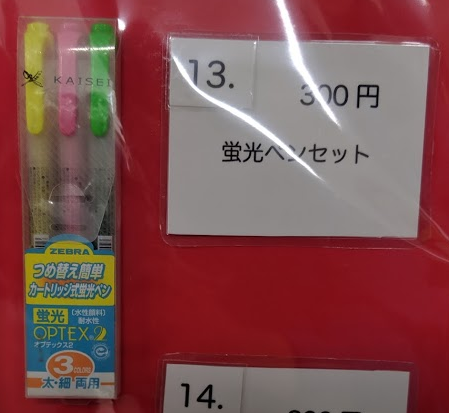 KAISEI
ZEBRA
つめ替え簡単
カートリッジ式蛍光ペン
蛍光
(水性顔料)
耐水性
OPTEX 2
オプテックス2
3色組
太・細両用
13.
300円
蛍光ペンセット
14.